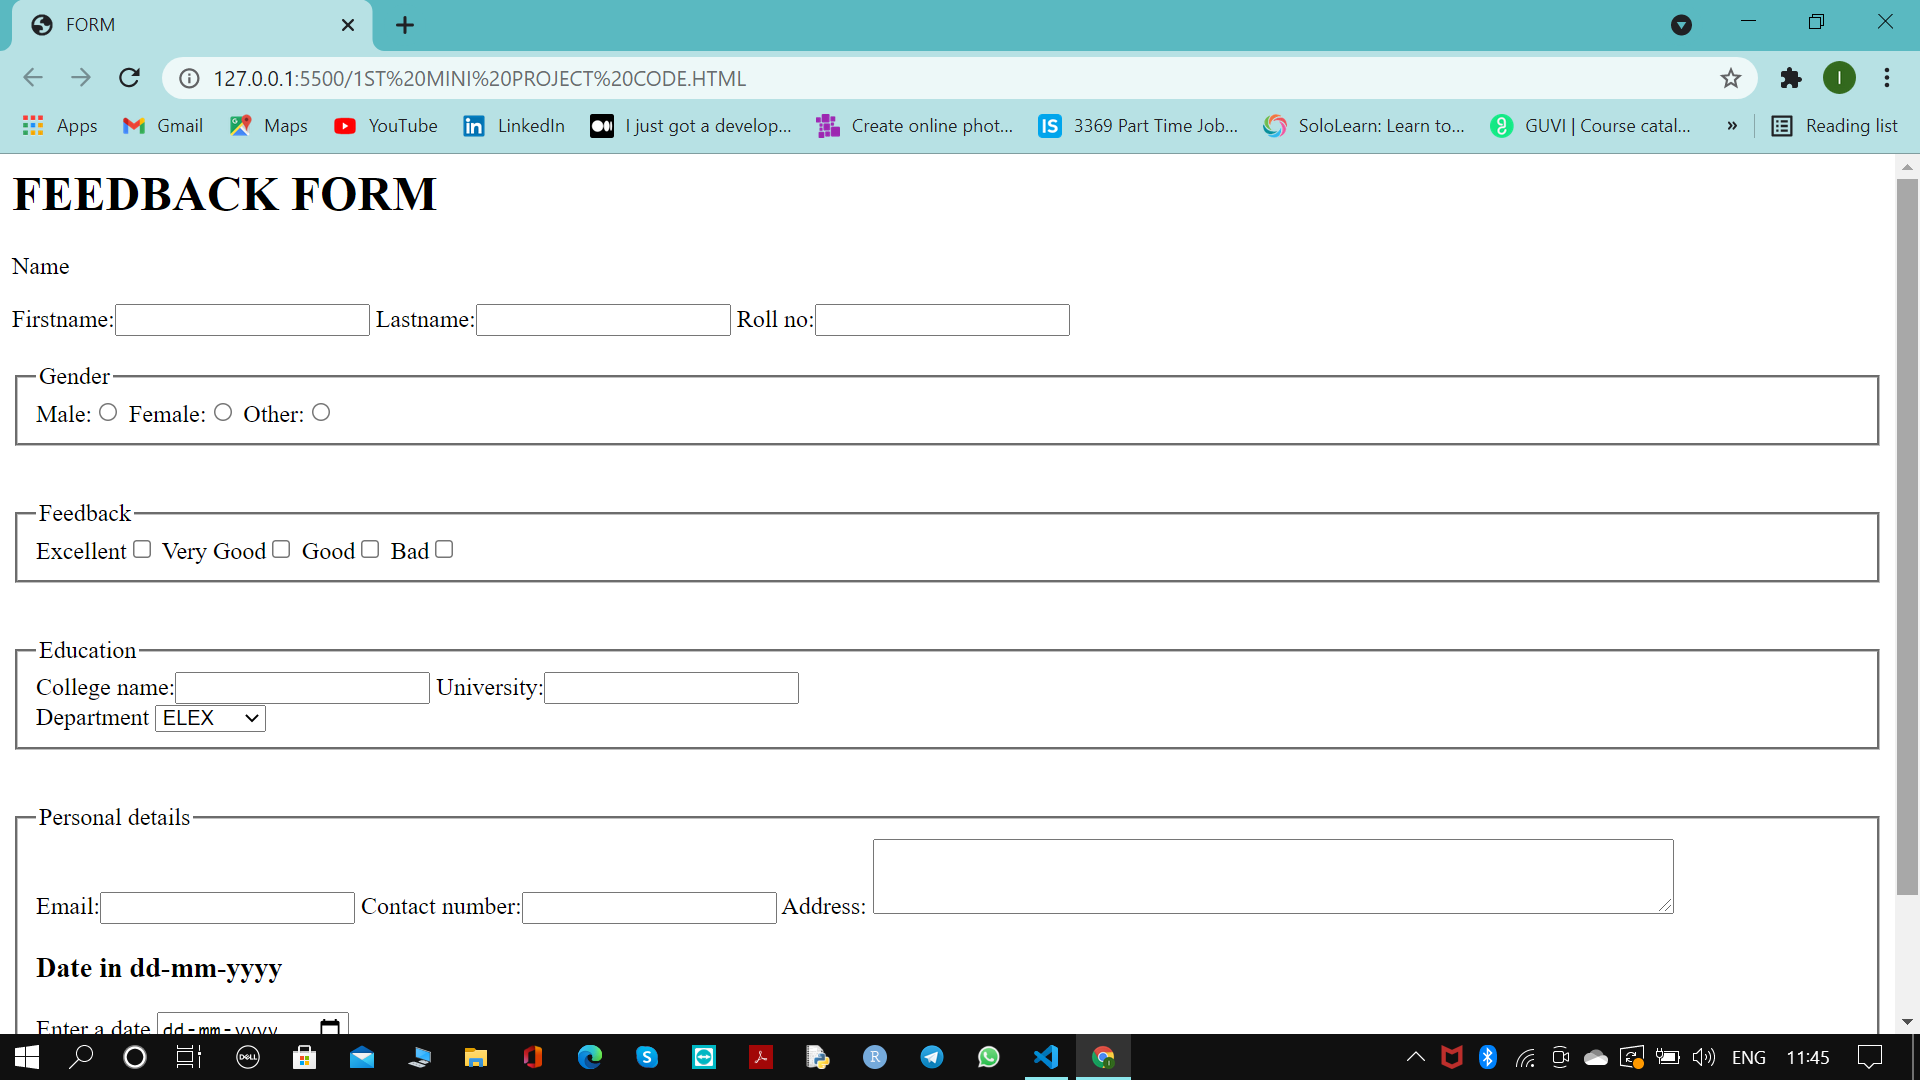 FORM
127.0.0.1:5500/1ST%20MINI%20PROJECT%20CODE.HTML
Apps Gmail Maps YouTube LinkedIn I just got a develop... Create online phot... IS 3369 Part Time Job... SoloLearn: Learn to... GUVI | Course catal... » Reading list
FEEDBACK FORM
Name
Firstname: Lastname: Roll no:
Gender
Male: Female: Other:
Feedback
Excellent Very Good Good Bad
Education
College name: University:
Department ELEX
Personal details
Email: Contact number: Address:
Date in dd-mm-yyyy
Enter a date dd-mm-yyyy
ENG 11:45